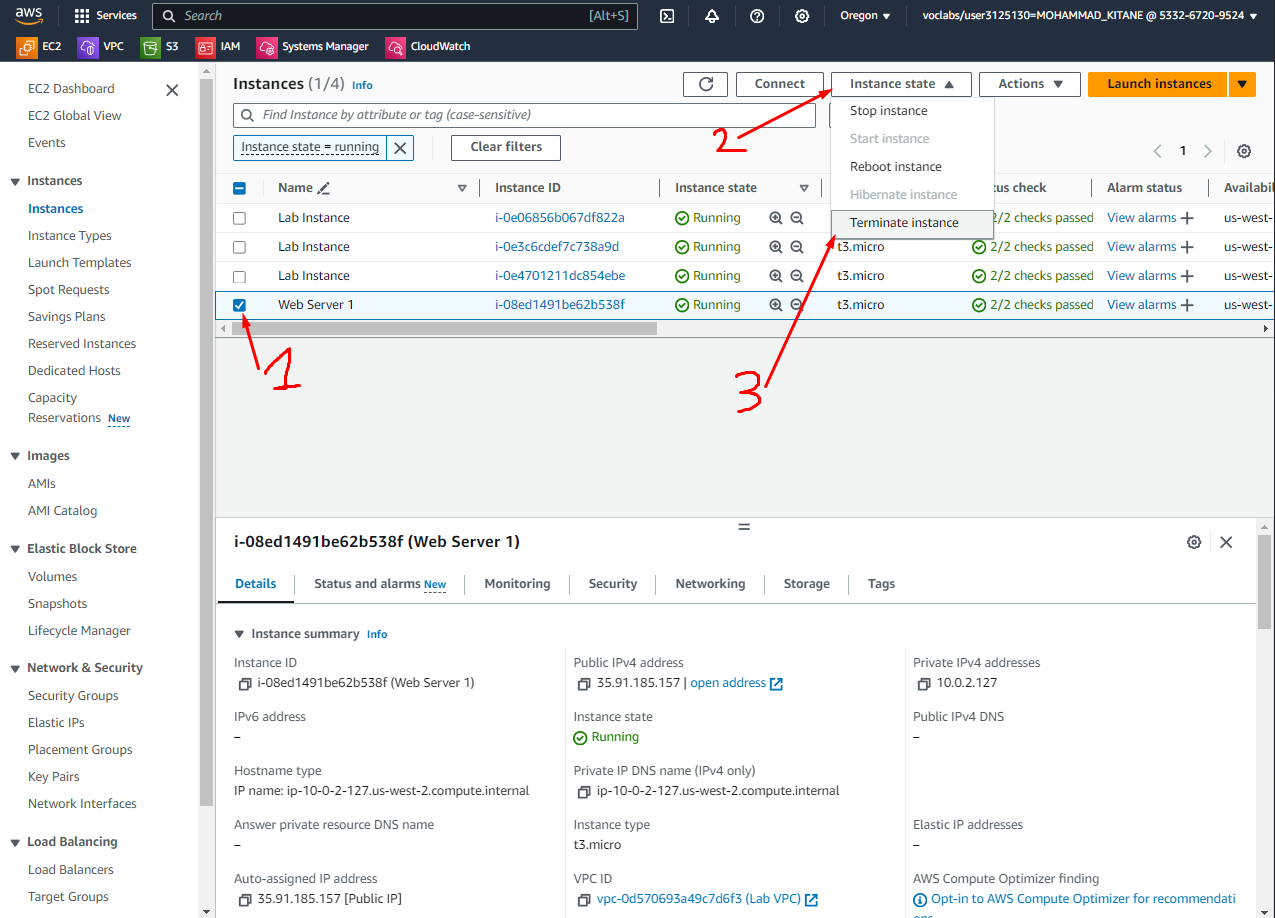 aws Services Search [Alt+S] Oregon voclabs/user3125130=MOHAMMAD_KITANE @ 5332-6720-9524
EC2 VPC S3 IAM Systems Manager CloudWatch
EC2 Dashboard
EC2 Global View
Events
Instances
Instances
Instance Types
Launch Templates
Spot Requests
Savings Plans
Reserved Instances
Dedicated Hosts
Capacity
Reservations New
Images
AMIs
AMI Catalog
Elastic Block Store
Volumes
Snapshots
Lifecycle Manager
Network & Security
Security Groups
Elastic IPs
Placement Groups
Key Pairs
Network Interfaces
Load Balancing
Load Balancers
Target Groups
Instances (1/4) Info Connect Instance state Actions Launch instances
Find Instance by attribute or tag (case-sensitive)
Instance state = running Clear filters
1
Stop instance
Start instance
Reboot instance
Hibernate instance
Terminate instance
2
Name Instance ID Instance state tus check Alarm status Availabil
Lab Instance i-0e06856b067df822a Running 2/2 checks passed View alarms us-west-
Lab Instance i-0e3c6cdef7c738a9d Running t3.micro 2/2 checks passed View alarms us-west-
Lab Instance i-0e4701211dc854ebe Running t3.micro 2/2 checks passed View alarms us-west-
Web Server 1 i-08ed1491be62b538f Running t3.micro 2/2 checks passed View alarms us-west-
1
3
i-08ed1491be62b538f (Web Server 1)
Details Status and alarms New Monitoring Security Networking Storage Tags
Instance summary Info
Instance ID
i-08ed1491be62b538f (Web Server 1)
Public IPv4 address
35.91.185.157 | open address
Private IPv4 addresses
10.0.2.127
IPv6 address
–
Instance state
Running
Public IPv4 DNS
–
Hostname type
IP name: ip-10-0-2-127.us-west-2.compute.internal
Private IP DNS name (IPv4 only)
ip-10-0-2-127.us-west-2.compute.internal
Answer private resource DNS name
–
Instance type
t3.micro
Elastic IP addresses
–
Auto-assigned IP address
35.91.185.157 [Public IP]
VPC ID
vpc-0d570693a49c7d6f3 (Lab VPC)
AWS Compute Optimizer finding
Opt-in to AWS Compute Optimizer for recommendati